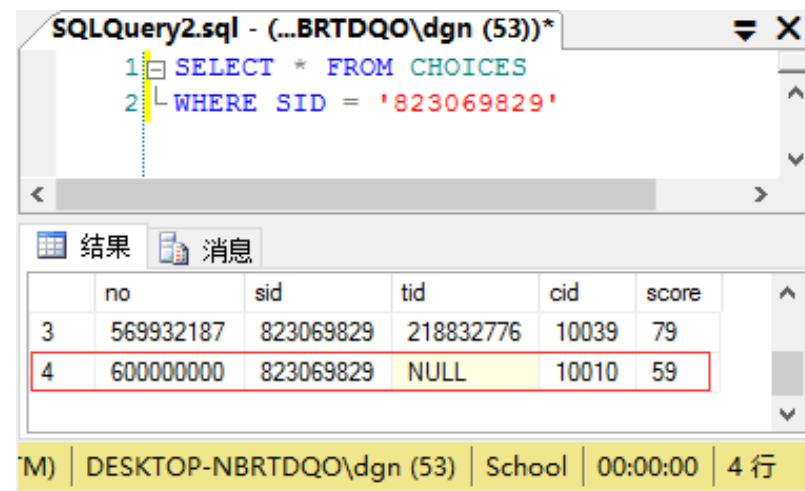 SQLQuery2.sql - (...BRTDQO\dgn (53))*
1 SELECT * FROM CHOICES
2 WHERE SID = '823069829'
结果 消息
no sid tid cid score
3 569932187 823069829 218832776 10039 79
4 600000000 823069829 NULL 10010 59
TM) DESKTOP-NBRTDQO\dgn (53) School 00:00:00 4 行